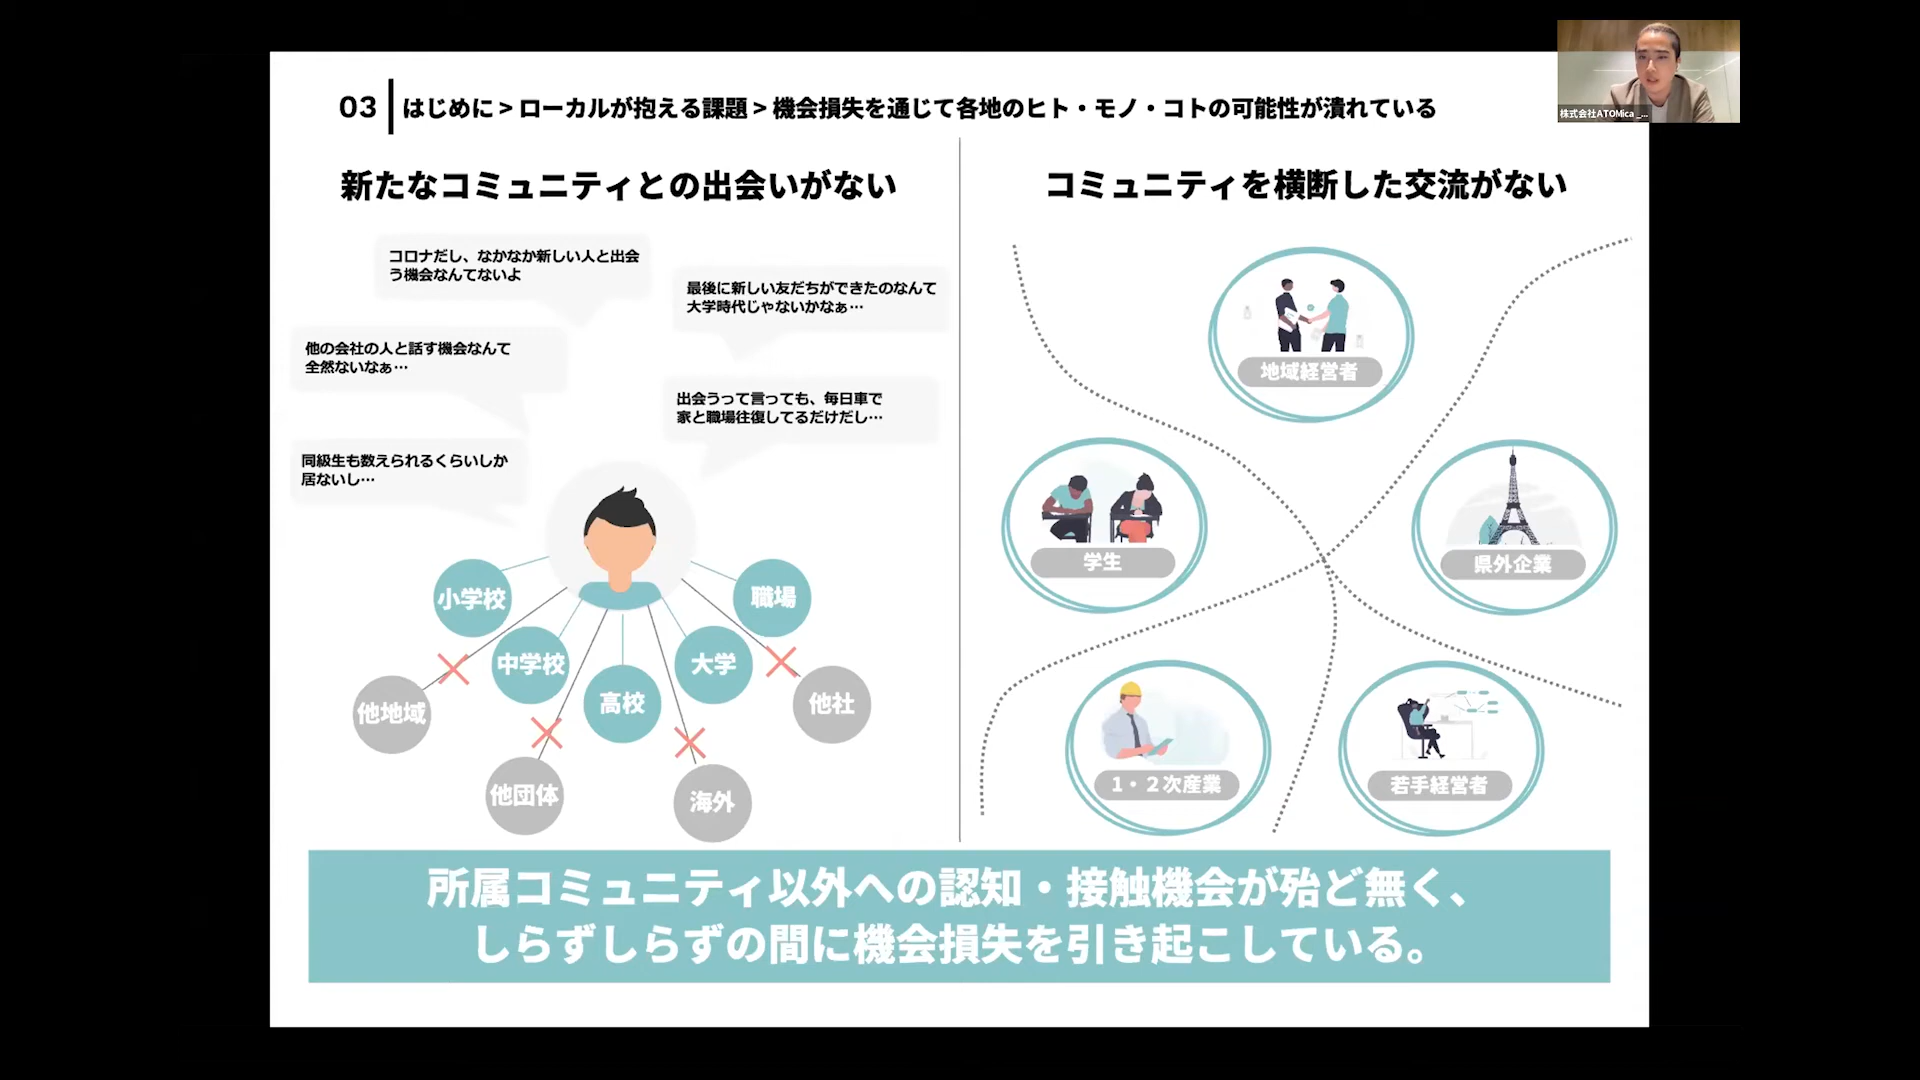 03 はじめに > ローカルが抱える課題 > 機会損失を通じて各地のヒト・モノ・コトの可能性が潰れている
株式会社ATOMica _...
新たなコミュニティとの出会いがない
コロナだし、なかなか新しい人と出会
う機会なんてないよ
最後に新しい友だちができたのなんて
大学時代じゃないかなぁ…
他の会社の人と話す機会なんて
全然ないなぁ…
出会うって言っても、毎日車で
家と職場往復してるだけだし…
同級生も数えられるくらいしか
居ないし…
小学校
職場
中学校
大学
高校
他地域
他社
他団体
海外
コミュニティを横断した交流がない
地域経営者
学生
県外企業
1・2次産業
若手経営者
所属コミュニティ以外への認知・接触機会が殆ど無く、
しらずしらずの間に機会損失を引き起こしている。